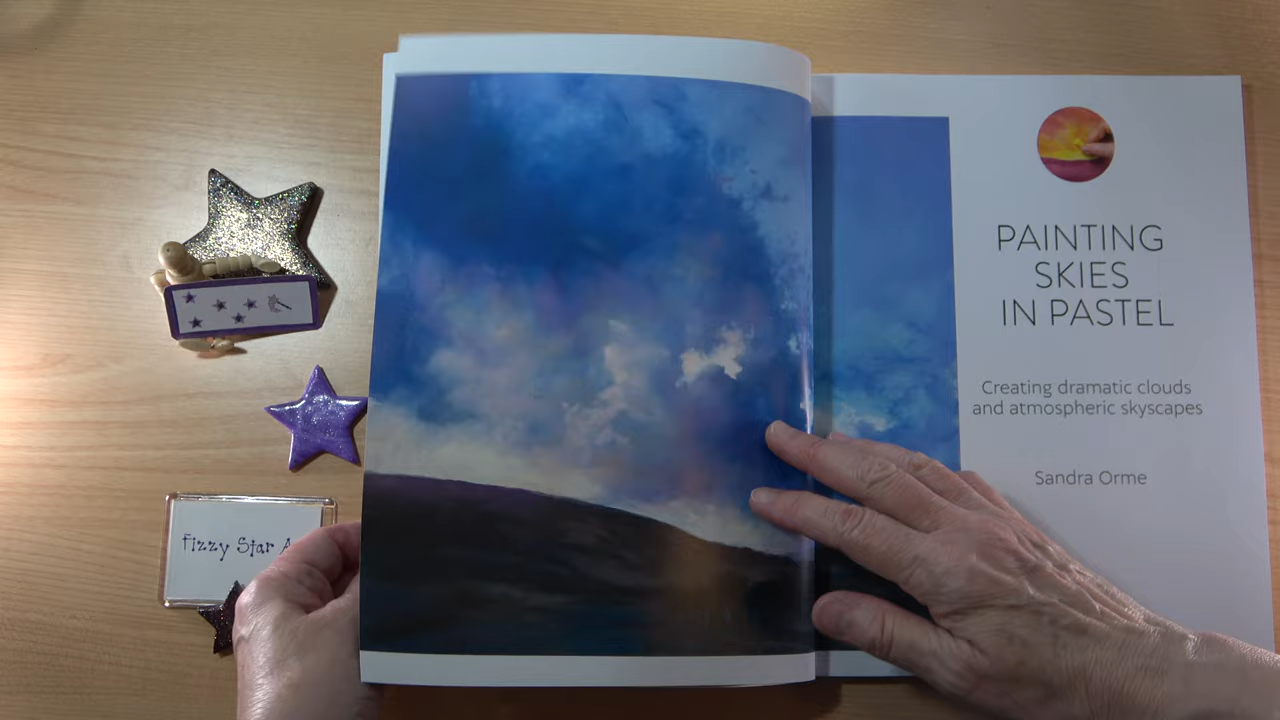 PAINTING
SKIES
IN PASTEL
Creating dramatic clouds
and atmospheric skyscapes
Sandra Orme
Fizzy Star A